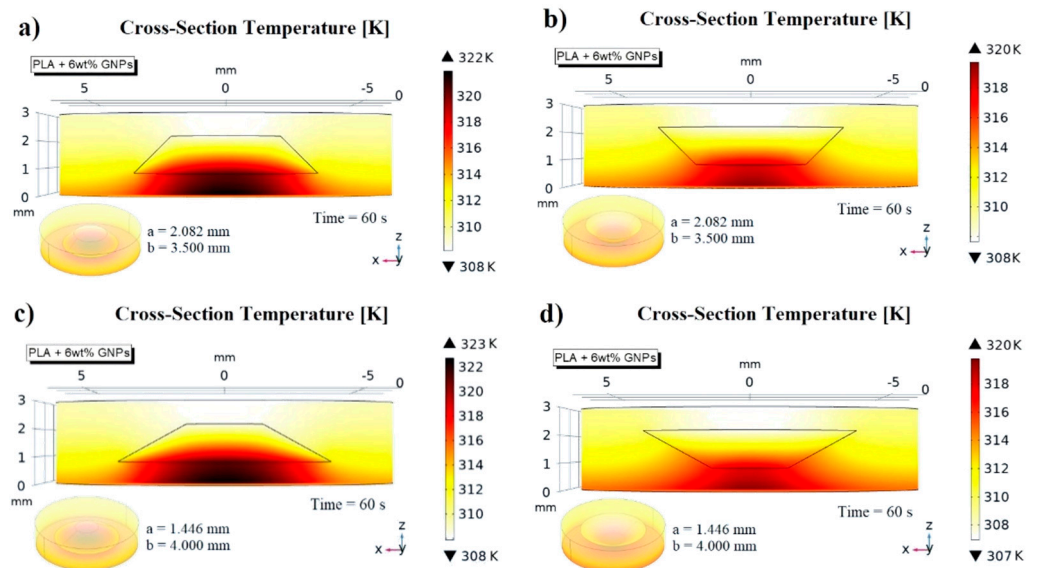 a)
Cross-Section Temperature [K]
PLA + 6wt% GNPs
mm
5 0 -5 0
3
2
1
0
mm
a = 2.082 mm
b = 3.500 mm
Time = 60 s
z
x y
▲ 322 K
320
318
316
314
312
310
▼ 308 K
b)
Cross-Section Temperature [K]
PLA + 6wt% GNPs
mm
5 0 -5 0
3
2
1
0
mm
a = 2.082 mm
b = 3.500 mm
Time = 60 s
z
x y
▲ 320 K
318
316
314
312
310
▼ 308K
c)
Cross-Section Temperature [K]
PLA + 6wt% GNPs
mm
5 0 -5 0
3
2
1
0
mm
a = 1.446 mm
b = 4.000 mm
Time = 60 s
z
x y
▲ 323 K
322
320
318
316
314
312
310
▼ 308 K
d)
Cross-Section Temperature [K]
PLA + 6wt% GNPs
mm
5 0 -5 0
3
2
1
0
mm
a = 1.446 mm
b = 4.000 mm
Time = 60 s
z
x y
▲ 320 K
318
316
314
312
310
308
▼ 307 K